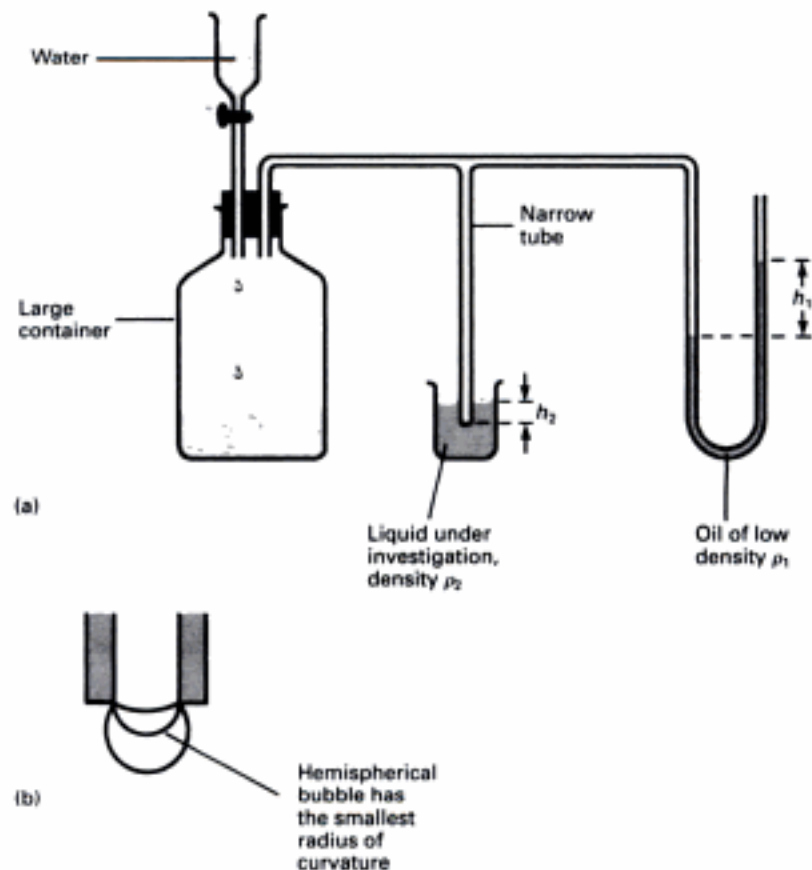 Water
Narrow
tube
h₁
Large
container
h₂
(a)
Liquid under
investigation,
density ρ₂
Oil of low
density ρ₁
(b)
Hemispherical
bubble has
the smallest
radius of
curvature